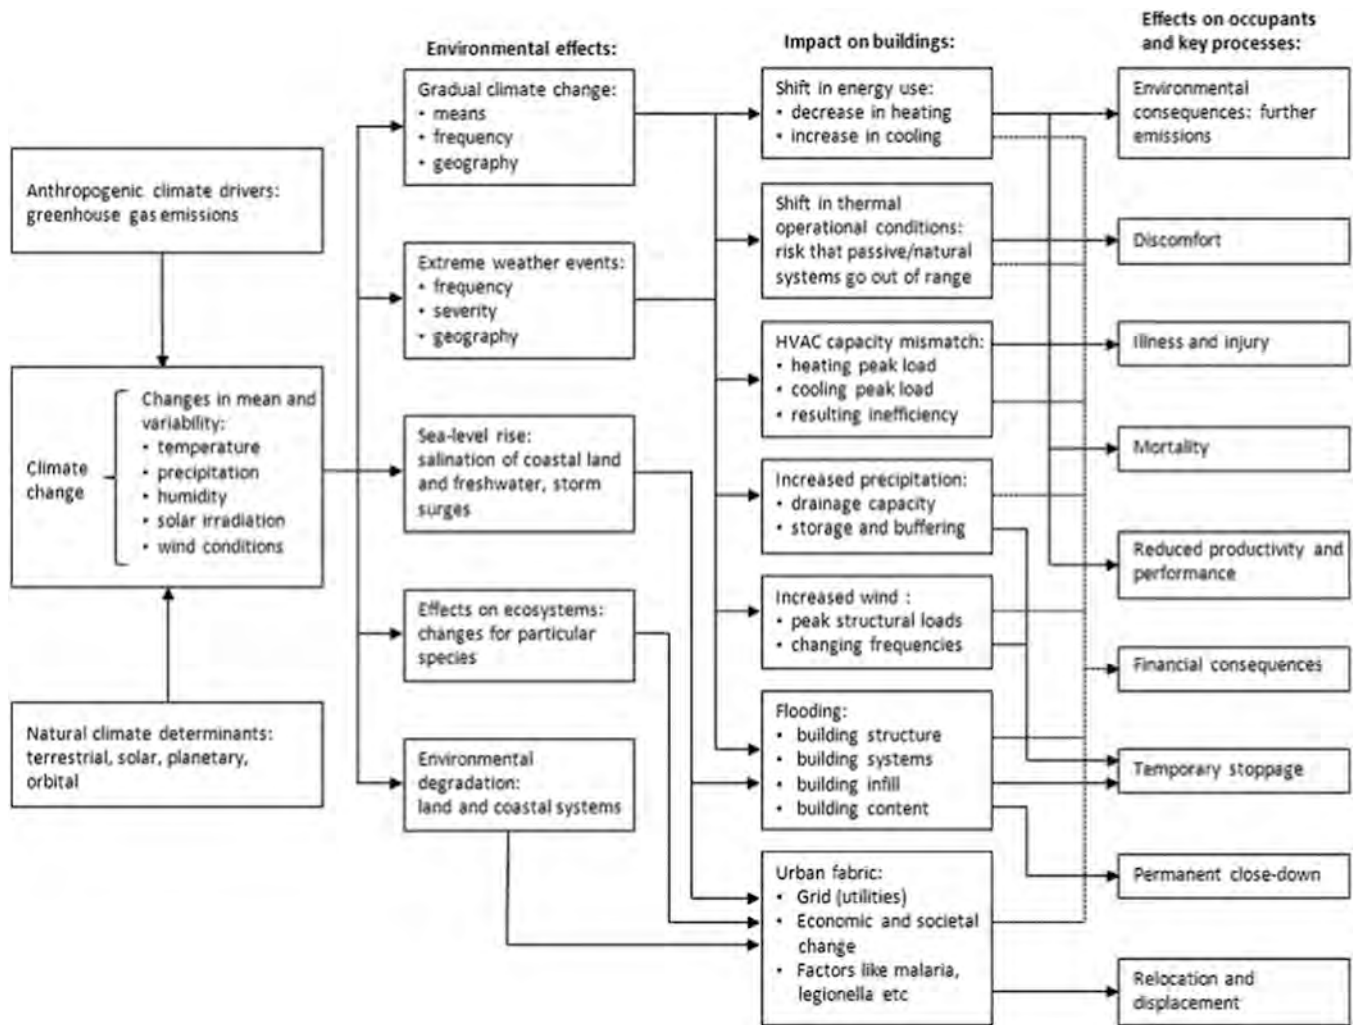 Anthropogenic climate drivers:
greenhouse gas emissions
Climate
change
Changes in mean and
variability:
• temperature
• precipitation
• humidity
• solar irradiation
• wind conditions
Natural climate determinants:
terrestrial, solar, planetary,
orbital
Environmental effects:
Gradual climate change:
• means
• frequency
• geography
Extreme weather events:
• frequency
• severity
• geography
Sea-level rise:
salination of coastal land
and freshwater, storm
surges
Effects on ecosystems:
changes for particular
species
Environmental
degradation:
land and coastal systems
Impact on buildings:
Shift in energy use:
• decrease in heating
• increase in cooling
Shift in thermal
operational conditions:
risk that passive/natural
systems go out of range
HVAC capacity mismatch:
• heating peak load
• cooling peak load
• resulting inefficiency
Increased precipitation:
• drainage capacity
• storage and buffering
Increased wind :
• peak structural loads
• changing frequencies
Flooding:
• building structure
• building systems
• building infill
• building content
Urban fabric:
• Grid (utilities)
• Economic and societal
change
• Factors like malaria,
legionella etc
Effects on occupants
and key processes:
Environmental
consequences: further
emissions
Discomfort
Illness and injury
Mortality
Reduced productivity and
performance
Financial consequences
Temporary stoppage
Permanent close-down
Relocation and
displacement